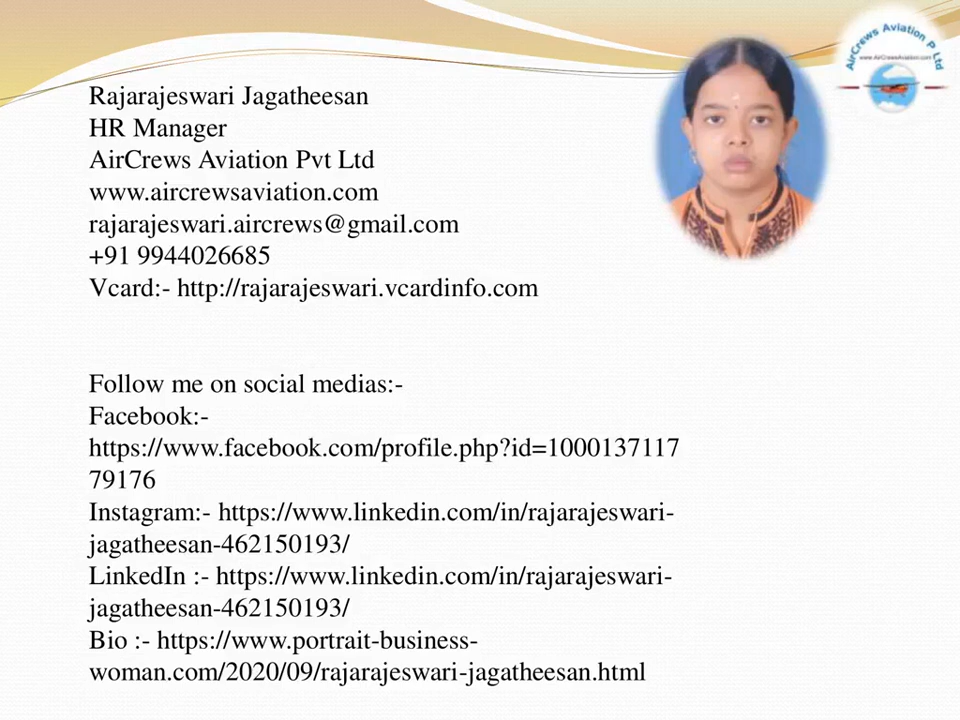 AirCrews Aviation P Ltd
www.AirCrewsAviation.com
Rajarajeswari Jagatheesan
HR Manager
AirCrews Aviation Pvt Ltd
www.aircrewsaviation.com
rajarajeswari.aircrews@gmail.com
+91 9944026685
Vcard:- http://rajarajeswari.vcardinfo.com
Follow me on social medias:-
Facebook:-
https://www.facebook.com/profile.php?id=1000137117
79176
Instagram:- https://www.linkedin.com/in/rajarajeswari-
jagatheesan-462150193/
LinkedIn :- https://www.linkedin.com/in/rajarajeswari-
jagatheesan-462150193/
Bio :- https://www.portrait-business-
woman.com/2020/09/rajarajeswari-jagatheesan.html